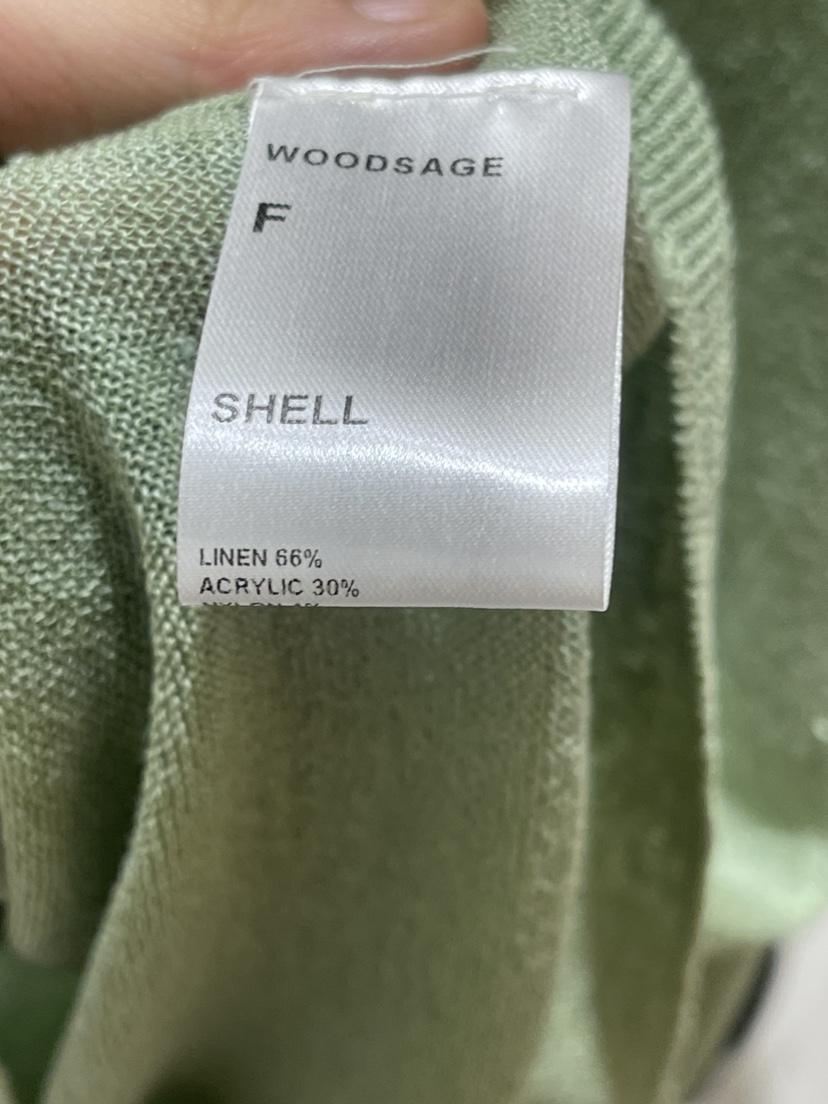 WOODSAGE
F
SHELL
LINEN 66%
ACRYLIC 30%